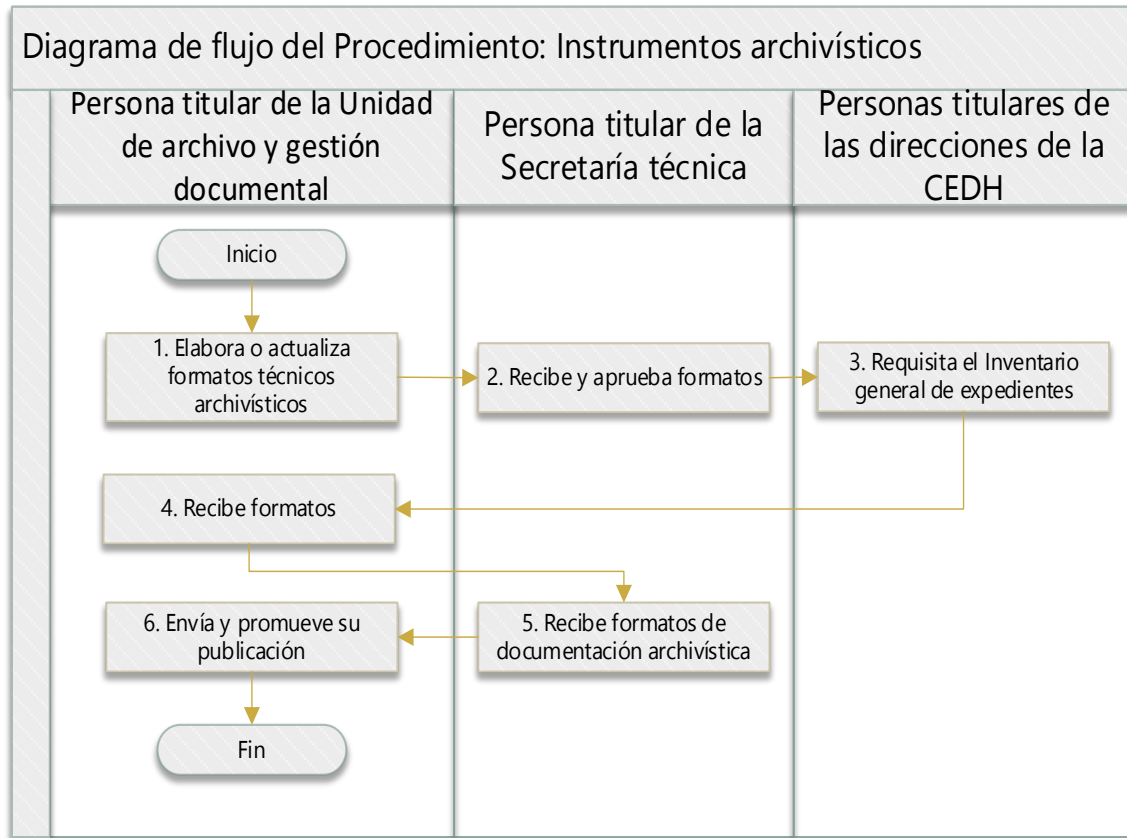 Diagrama de flujo del Procedimiento: Instrumentos archivísticos
Persona titular de la Unidad
de archivo y gestión
documental
Persona titular de la
Secretaría técnica
Personas titulares de
las direcciones de la
CEDH
Inicio
1. Elabora o actualiza
formatos técnicos
archivísticos
2. Recibe y aprueba formatos
3. Requisita el Inventario
general de expedientes
4. Recibe formatos
5. Recibe formatos de
documentación archivística
6. Envía y promueve su
publicación
Fin